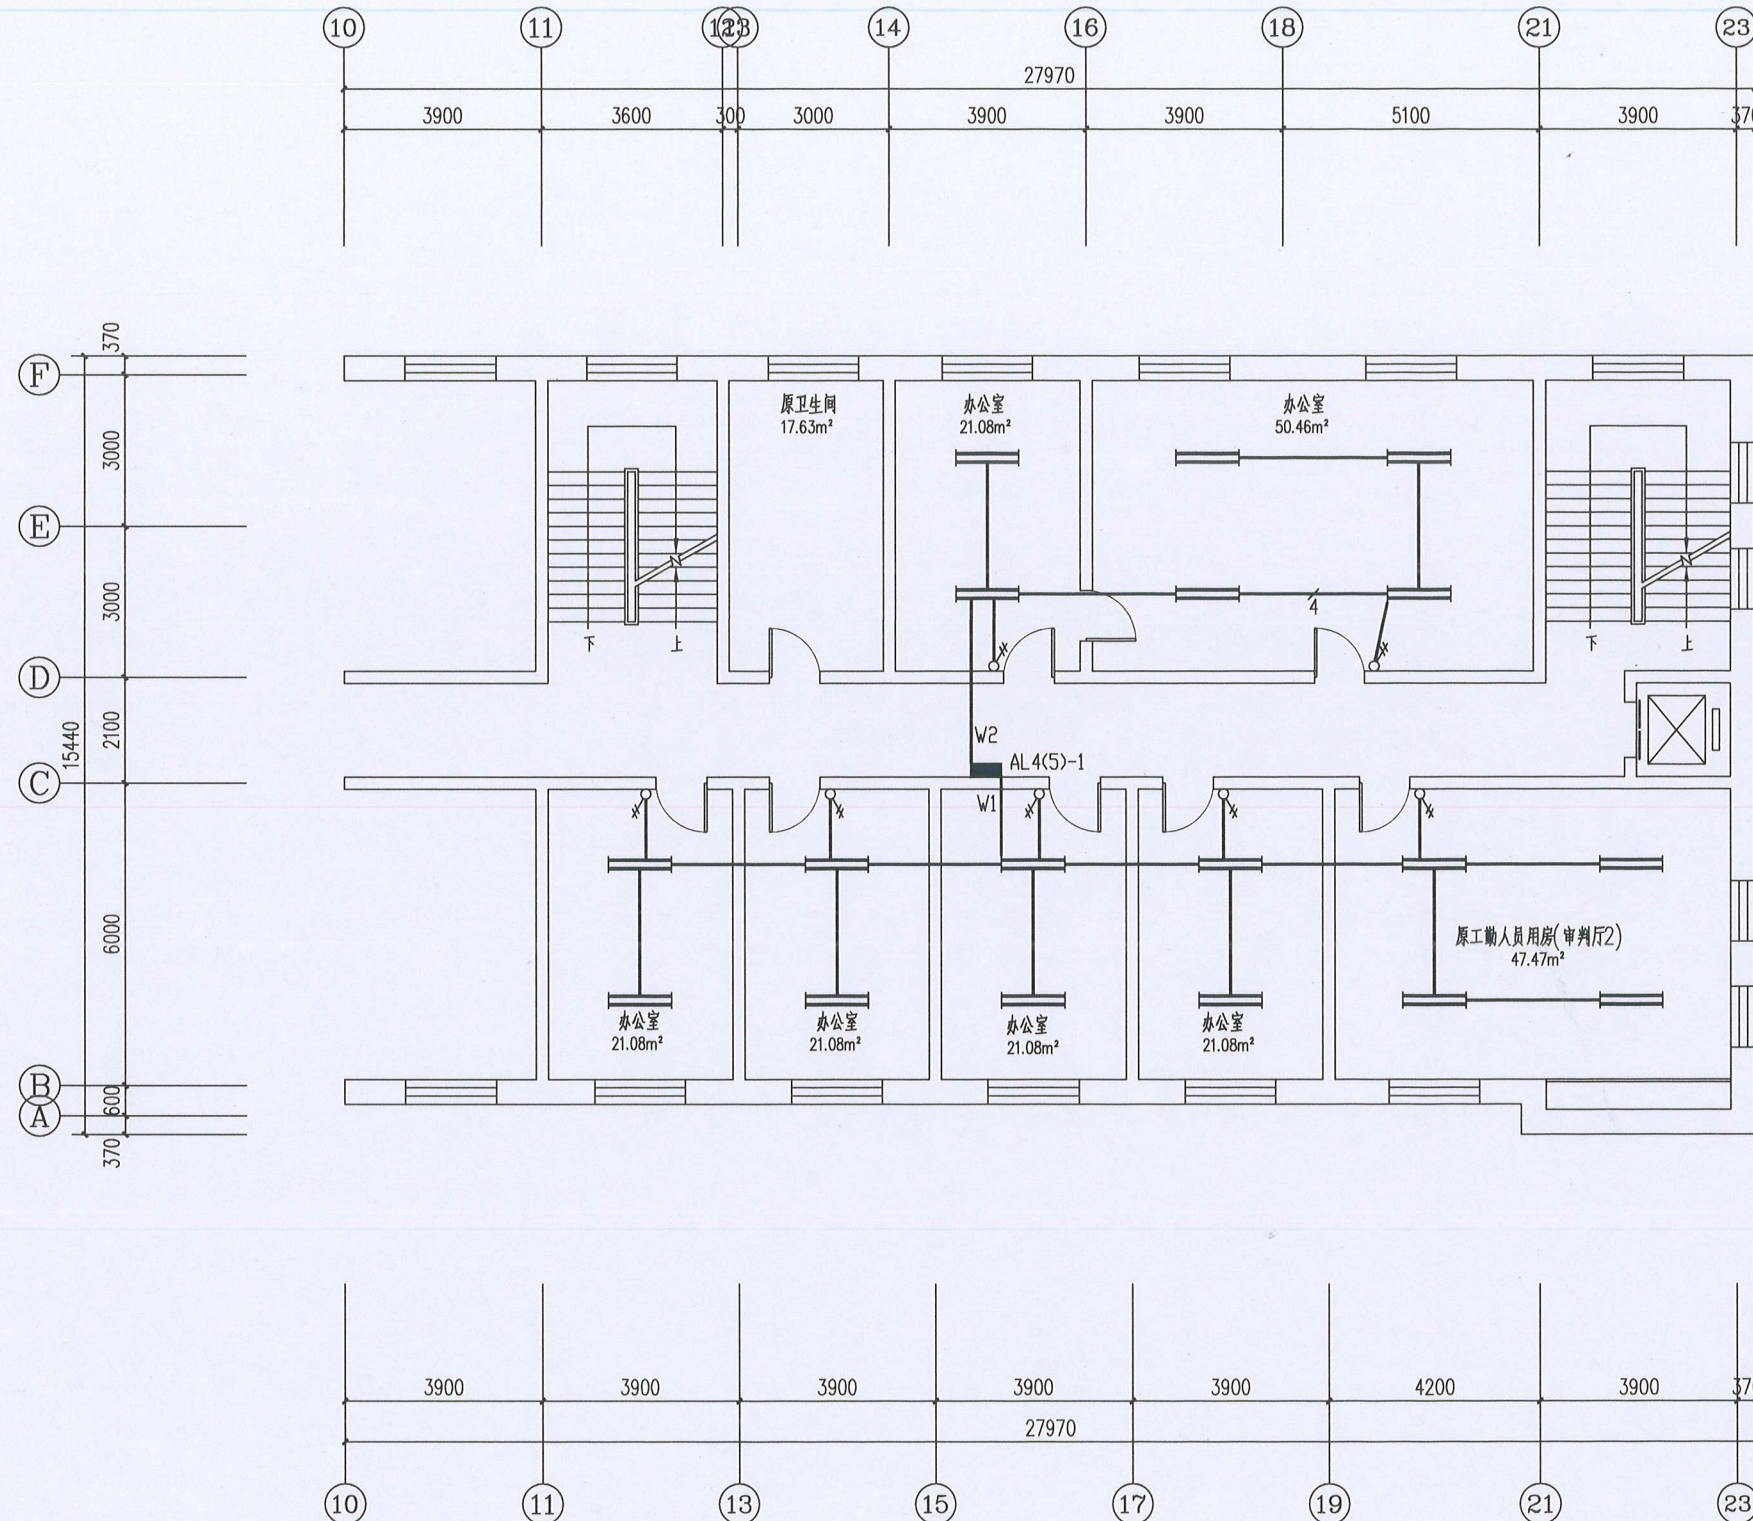 10 11 12 13 14 16 18 21 23
27970
3900 3600 300 3000 3900 3900 5100 3900
370
F
原卫生间
17.63m²
办公室
21.08m²
办公室
50.46m²
3000
E
3000
4
下 上
下 上
D
15440
2100
W2
AL4(5)-1
C
W1
6000
原工勤人员用房(审判厅2)
47.47m²
办公室
21.08m²
办公室
21.08m²
办公室
21.08m²
办公室
21.08m²
B
600
A
370
3900 3900 3900 3900 3900 4200 3900
27970
10 11 13 15 17 19 21 23